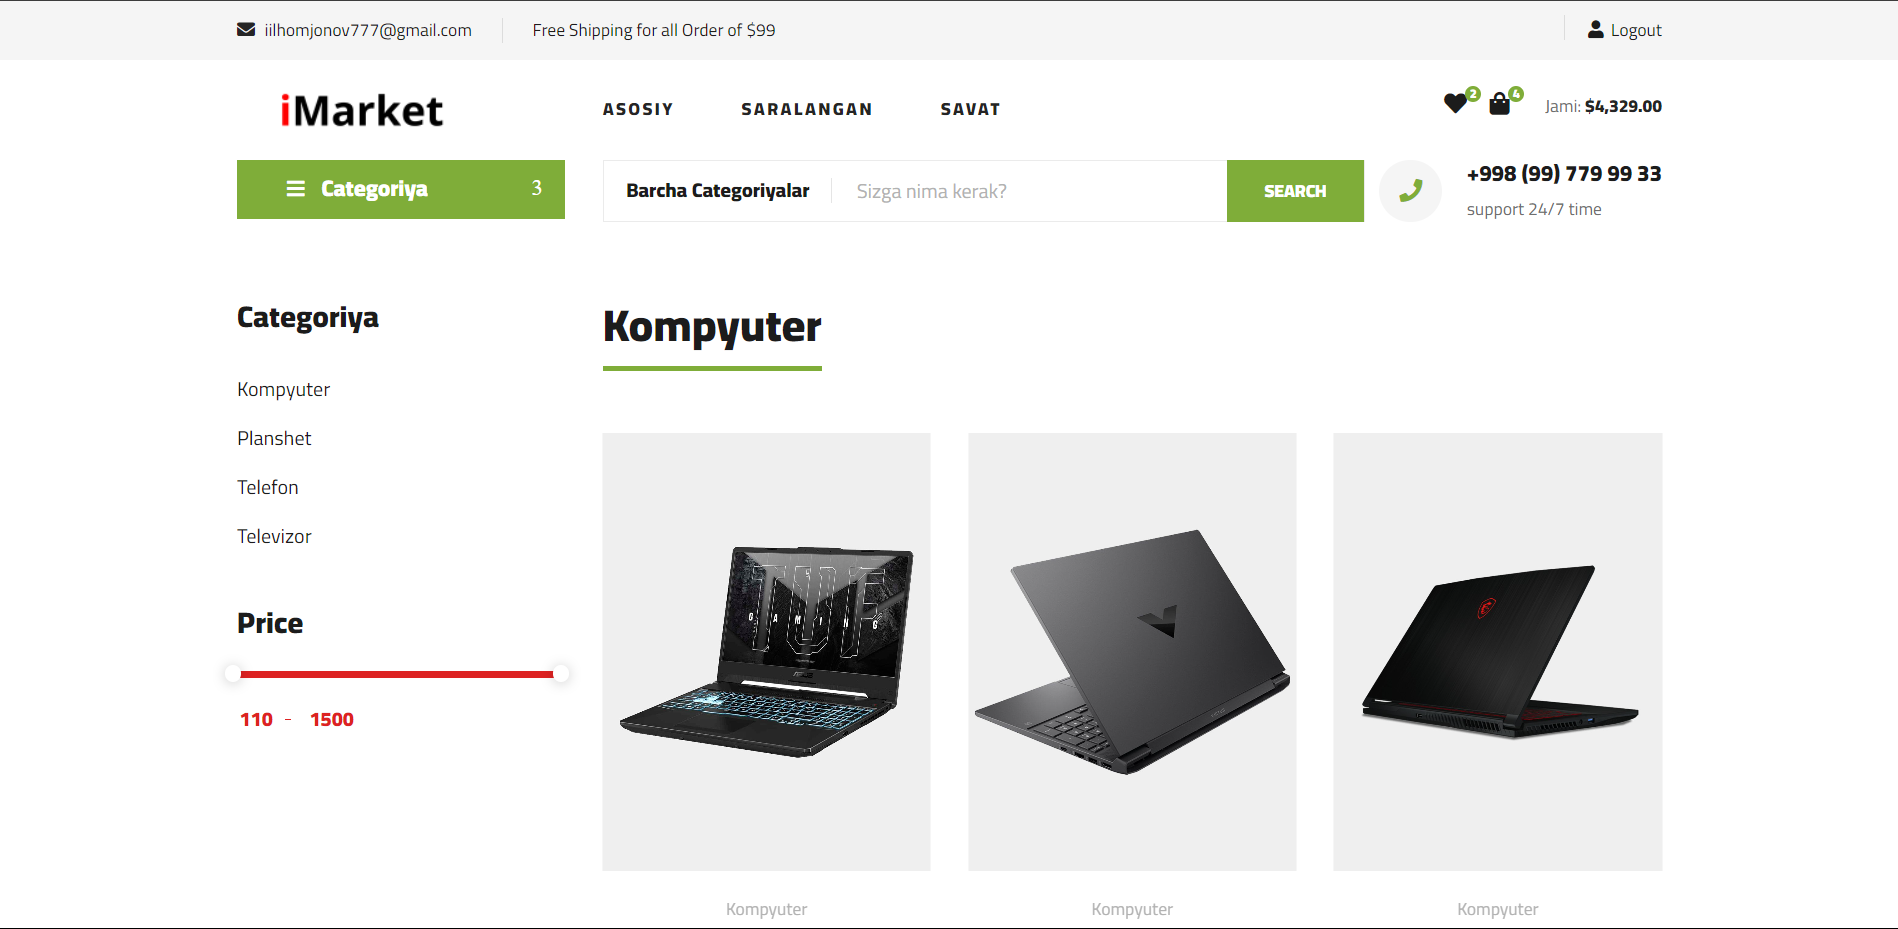 iilhomjonov777@gmail.com
Free Shipping for all Order of $99
Logout
iMarket
ASOSIY
SARALANGAN
SAVAT
2
4
Jami: $4,329.00
Categoriya
3
Barcha Categoriyalar
Sizga nima kerak?
SEARCH
+998 (99) 779 99 33
support 24/7 time
Categoriya
Kompyuter
Planshet
Telefon
Televizor
Price
110 - 1500
Kompyuter
TUF
GAMING
Kompyuter
Kompyuter
Kompyuter